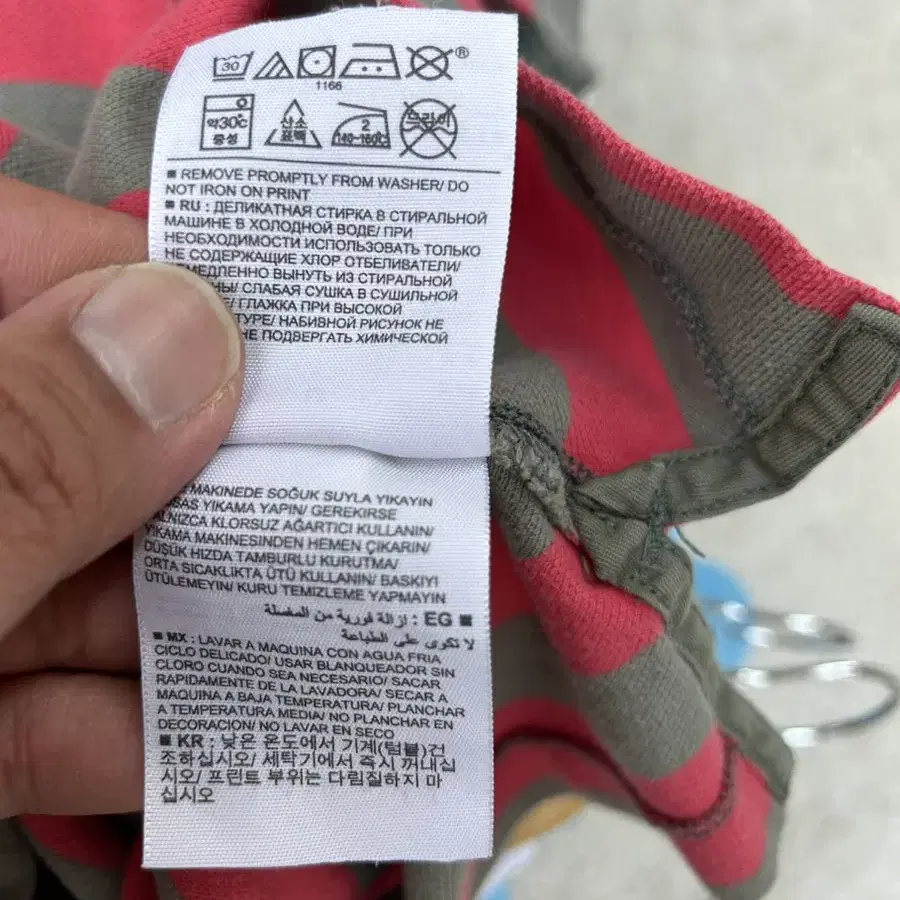 30 ®
1166
약30℃ 중성 산소 표백 2 140~160℃ 드라이
■ REMOVE PROMPTLY FROM WASHER/ DO
NOT IRON ON PRINT
■ RU : ДЕЛИКАТНАЯ СТИРКА В СТИРАЛЬНОЙ
МАШИНЕ В ХОЛОДНОЙ ВОДЕ/ ПРИ
НЕОБХОДИМОСТИ ИСПОЛЬЗОВАТЬ ТОЛЬКО
НЕ СОДЕРЖАЩИЕ ХЛОР ОТБЕЛИВАТЕЛИ/
ВЫНУТЬ ИЗ СТИРАЛЬНОЙ
СЛАБАЯ СУШКА В СУШИЛЬНОЙ
ГЛАЖКА ПРИ ВЫСОКОЙ
НАБИВНОЙ РИСУНОК НЕ
НЕ ПОДВЕРГАТЬ ХИМИЧЕСКОЙ
MAKINEDE SOĞUK SUYLA YIKAYIN
YIKAMA YAPIN/ GEREKIRSE
YALNIZCA KLORSUZ AĞARTICI KULLANIN/
YIKAMA MAKINESINDEN HEMEN ÇIKARIN/
DÜŞÜK HIZDA TAMBURLU KURUTMA/
ORTA SICAKLIKTA ÜTÜ KULLANIN/ BASKIYI
ÜTÜLEMEYIN/ KURU TEMIZLEME YAPMAYIN
■ EG : ازالة فورية من المغسلة
لا تكوى على الطباعة
■ MX : LAVAR A MAQUINA CON AGUA FRIA
CICLO DELICADO/ USAR BLANQUEADOR SIN
CLORO CUANDO SEA NECESARIO/ SACAR
RAPIDAMENTE DE LA LAVADORA/ SECAR A
MAQUINA A BAJA TEMPERATURA/ PLANCHAR
A TEMPERATURA MEDIA/ NO PLANCHAR EN
DECORACION/ NO LAVAR EN SECO
■ KR : 낮은 온도에서 기계(텀블)건
조하십시오/ 세탁기에서 즉시 꺼내십
시오/ 프린트 부위는 다림질하지 마
십시오